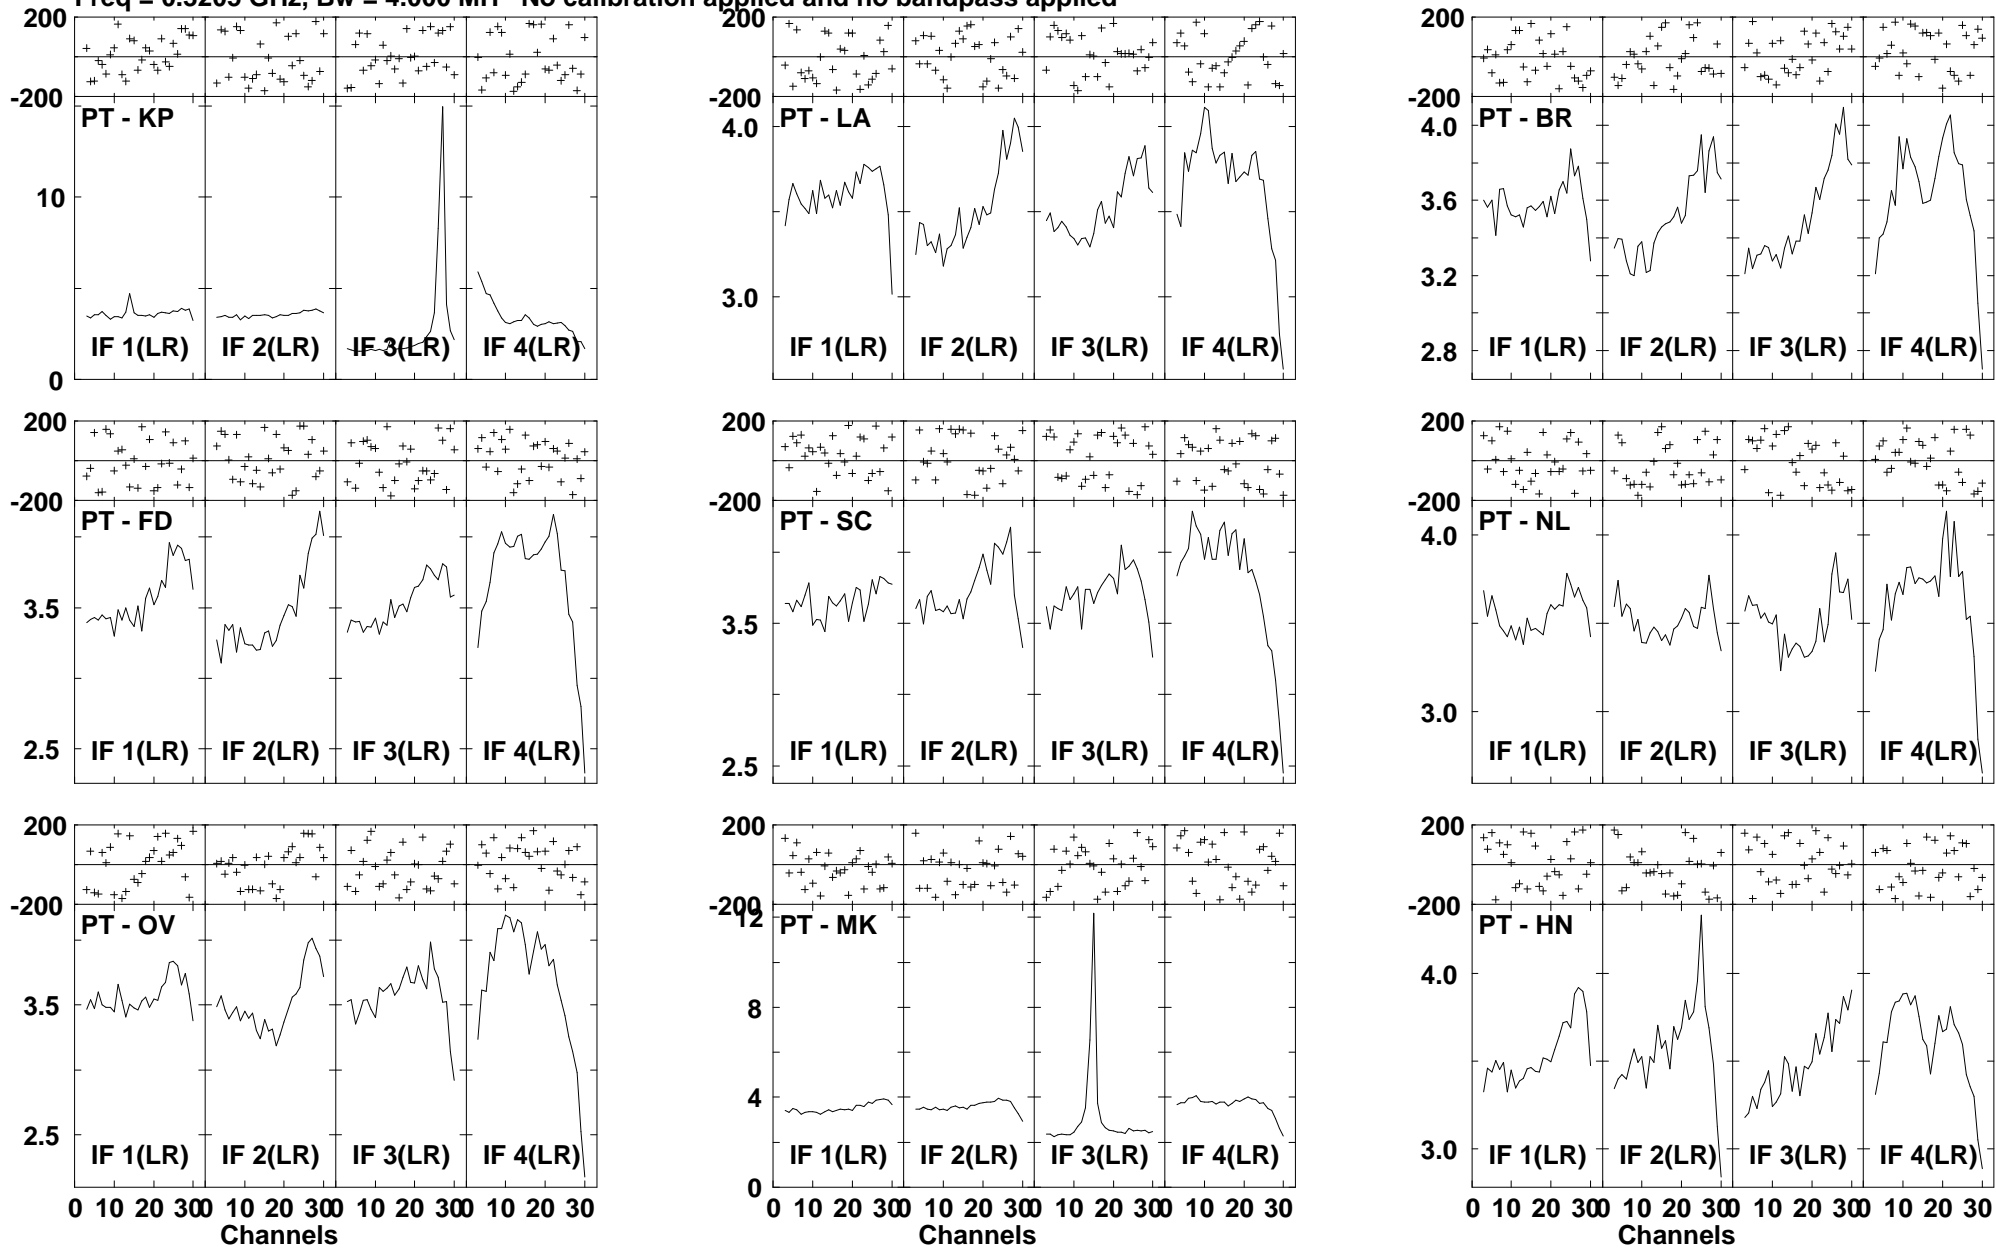 No calibration applied and no bandpass applied
200 200 200
-200 -200 -200
PT - KP PT - LA PT - BR
10 4.0 4.0
3.6
3.0 3.2
IF 1(LR) IF 2(LR) IF 3(LR) IF 4(LR) IF 1(LR) IF 2(LR) IF 3(LR) IF 4(LR) IF 1(LR) IF 2(LR) IF 3(LR) IF 4(LR)
0 2.8
200 200 200
-200 -200 -200
PT - FD PT - SC PT - NL
3.5 3.5 4.0
2.5 2.5 3.0
IF 1(LR) IF 2(LR) IF 3(LR) IF 4(LR) IF 1(LR) IF 2(LR) IF 3(LR) IF 4(LR) IF 1(LR) IF 2(LR) IF 3(LR) IF 4(LR)
200 200 200
-200 -200 -200
PT - OV 12 PT - MK PT - HN
3.5 8 4.0
2.5 4 3.0
IF 1(LR) IF 2(LR) IF 3(LR) IF 4(LR) IF 1(LR) IF 2(LR) IF 3(LR) IF 4(LR) IF 1(LR) IF 2(LR) IF 3(LR) IF 4(LR)
0
0 10 20 30 0 10 20 30 0 10 20 30 0 10 20 30 0 10 20 30 0 10 20 30 0 10 20 30 0 10 20 30 0 10 20 30 0 10 20 30 0 10 20 30 0 10 20 30
Channels Channels Channels